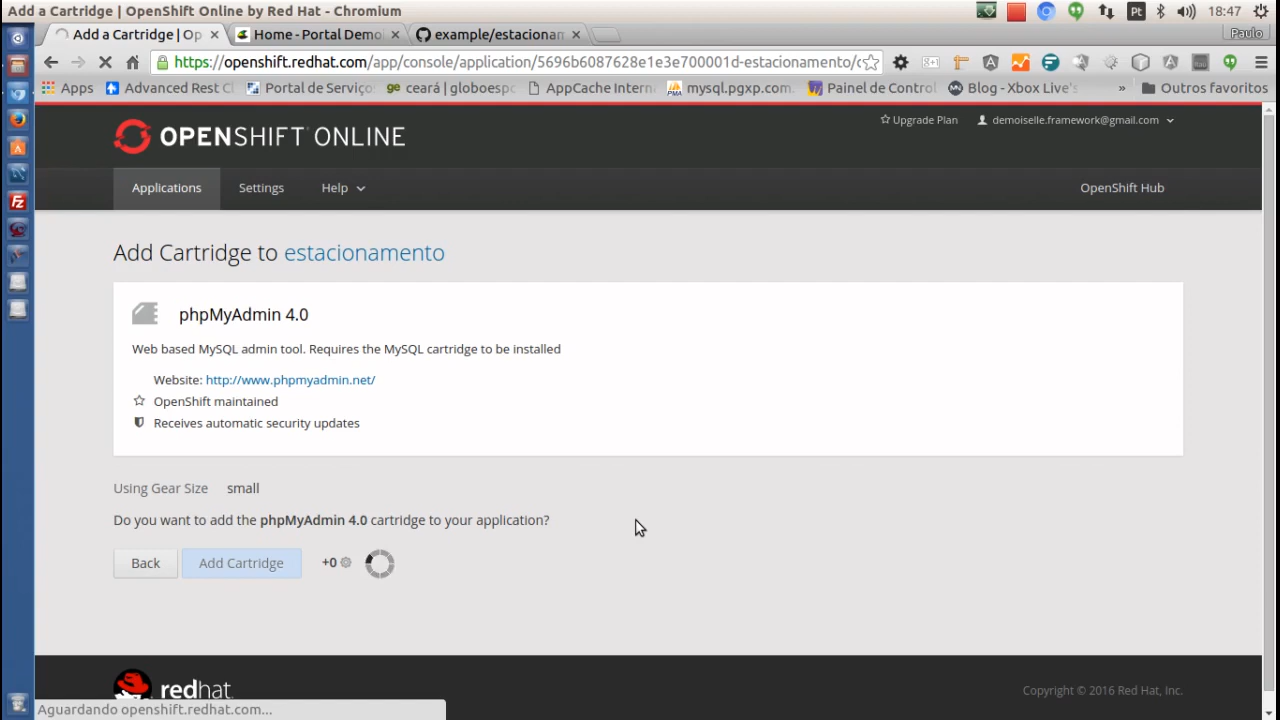 Add a Cartridge | OpenShift Online by Red Hat - Chromium
Pt
18:47
Add a Cartridge | Op
Home - Portal Demo
example/estacionam
Paulo
https://openshift.redhat.com/app/console/application/5696b6087628e1e3e700001d-estacionamento/c
Apps
Advanced Rest Cl
Portal de Serviço
ceará | globoespo
AppCache Intern
mysql.pgxp.com.
Painel de Control
Blog - Xbox Live's
»
Outros favoritos
OPENSHIFT ONLINE
Upgrade Plan
demoiselle.framework@gmail.com
Applications
Settings
Help
OpenShift Hub
Add Cartridge to estacionamento
phpMyAdmin 4.0
Web based MySQL admin tool. Requires the MySQL cartridge to be installed
Website: http://www.phpmyadmin.net/
OpenShift maintained
Receives automatic security updates
Using Gear Size small
Do you want to add the phpMyAdmin 4.0 cartridge to your application?
Back
Add Cartridge
+0
redhat.
Copyright © 2016 Red Hat, Inc.
Aguardando openshift.redhat.com...